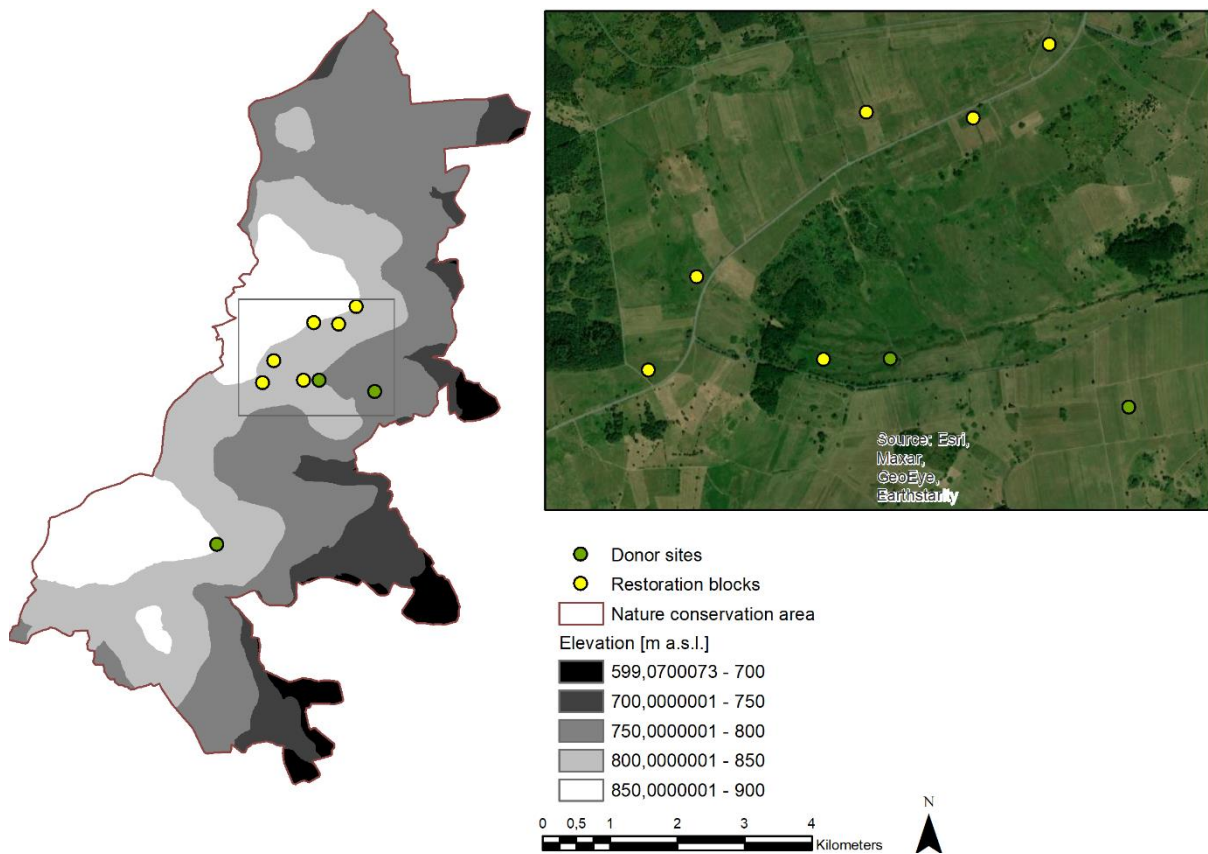 Source: Esri,
Maxar,
GeoEye,
Donor sites
Restoration blocks
Nature conservation area
Elevation [m a.s.l.]
599,0700073 - 700
700,0000001 - 750
750,0000001 - 800
800,0000001 - 850
850,0000001 - 900
N
0 0,5 1 2 3 4
Kilometers